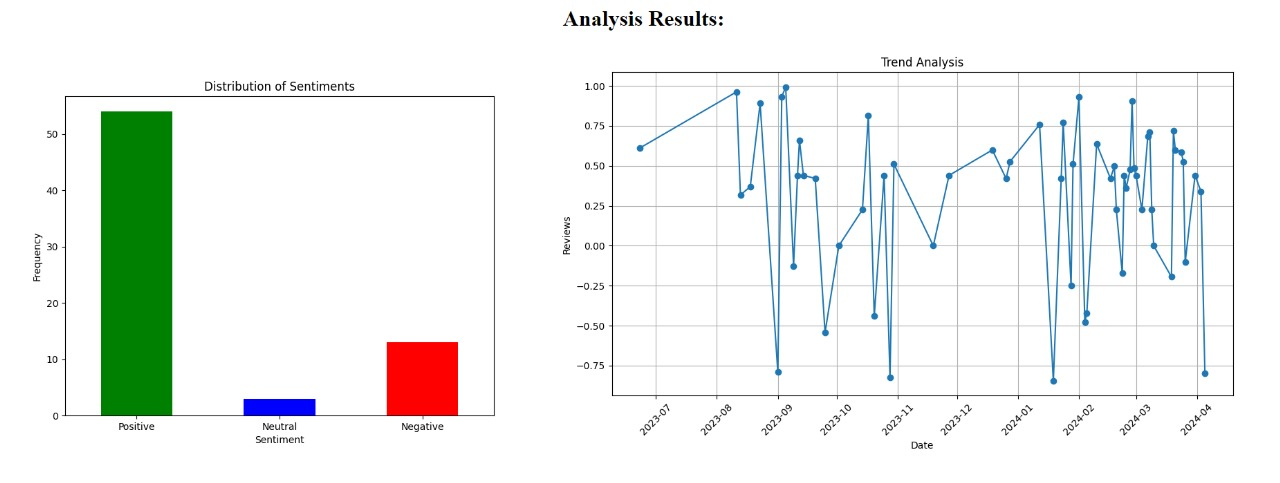 Analysis Results:
Distribution of Sentiments
Frequency
50
40
30
20
10
0
Positive
Neutral
Negative
Sentiment
Trend Analysis
Reviews
1.00
0.75
0.50
0.25
0.00
−0.25
−0.50
−0.75
2023-07
2023-08
2023-09
2023-10
2023-11
2023-12
2024-01
2024-02
2024-03
2024-04
Date